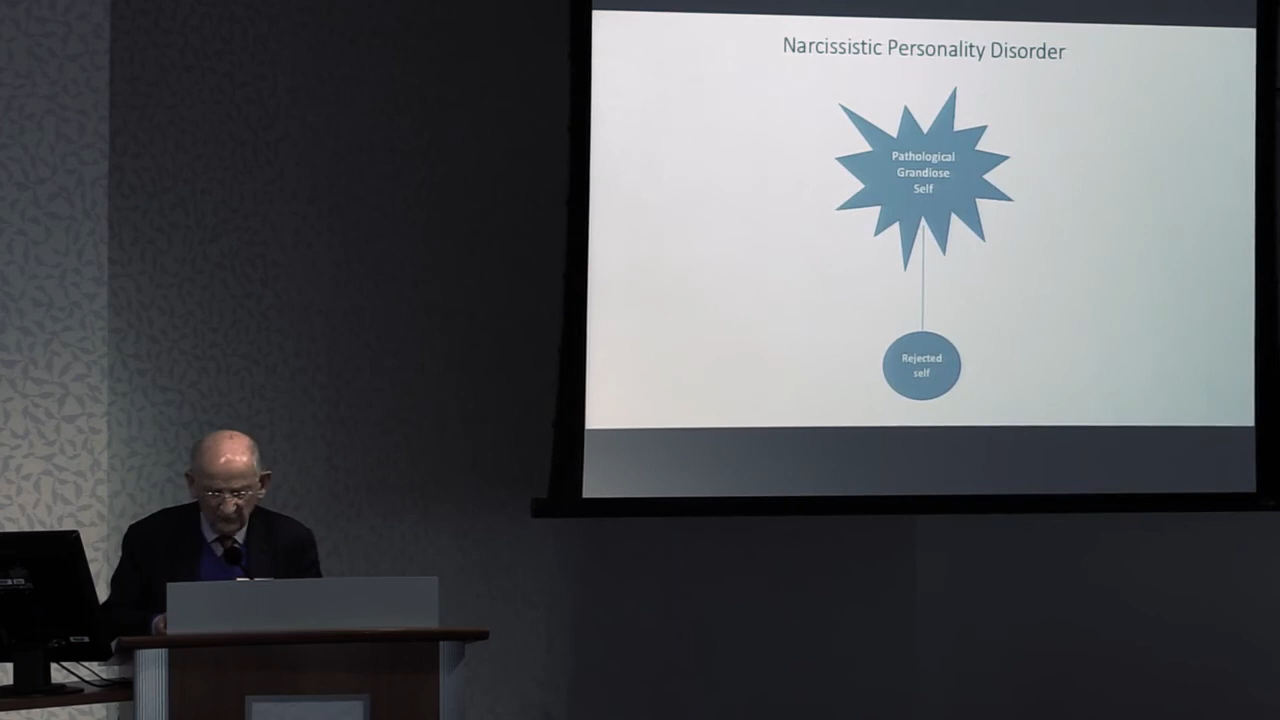 Narcissistic Personality Disorder
Pathological
Grandiose
Self
Rejected
self